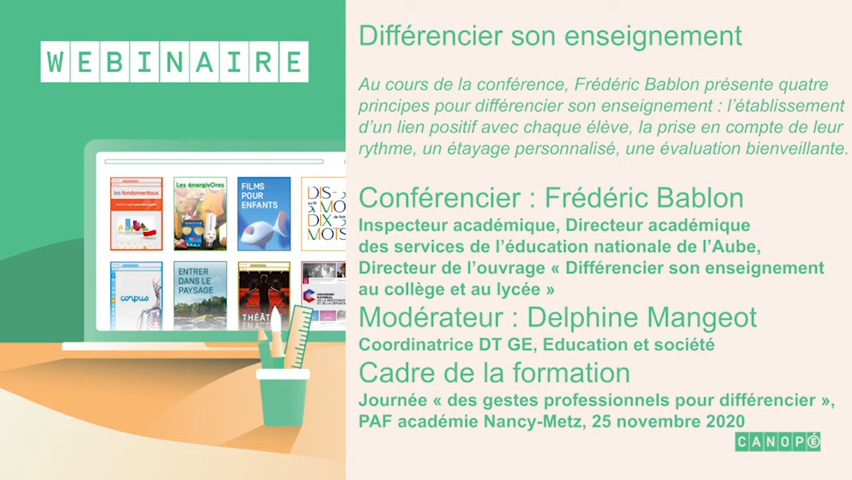 WEBINAIRE
les fondamentaux
Les énergivOres
FILMS
POUR
ENFANTS
DIS-
MO
DIX
MOTS
corpus
ENTRER
DANS LE
PAYSAGE
THÉÂTRE
EN A
Différencier son enseignement
Au cours de la conférence, Frédéric Bablon présente quatre
principes pour différencier son enseignement : l’établissement
d’un lien positif avec chaque élève, la prise en compte de leur
rythme, un étayage personnalisé, une évaluation bienveillante.
Conférencier : Frédéric Bablon
Inspecteur académique, Directeur académique
des services de l’éducation nationale de l’Aube,
Directeur de l’ouvrage « Différencier son enseignement
au collège et au lycée »
Modérateur : Delphine Mangeot
Coordinatrice DT GE, Education et société
Cadre de la formation
Journée « des gestes professionnels pour différencier »,
PAF académie Nancy-Metz, 25 novembre 2020
CANOPÉ